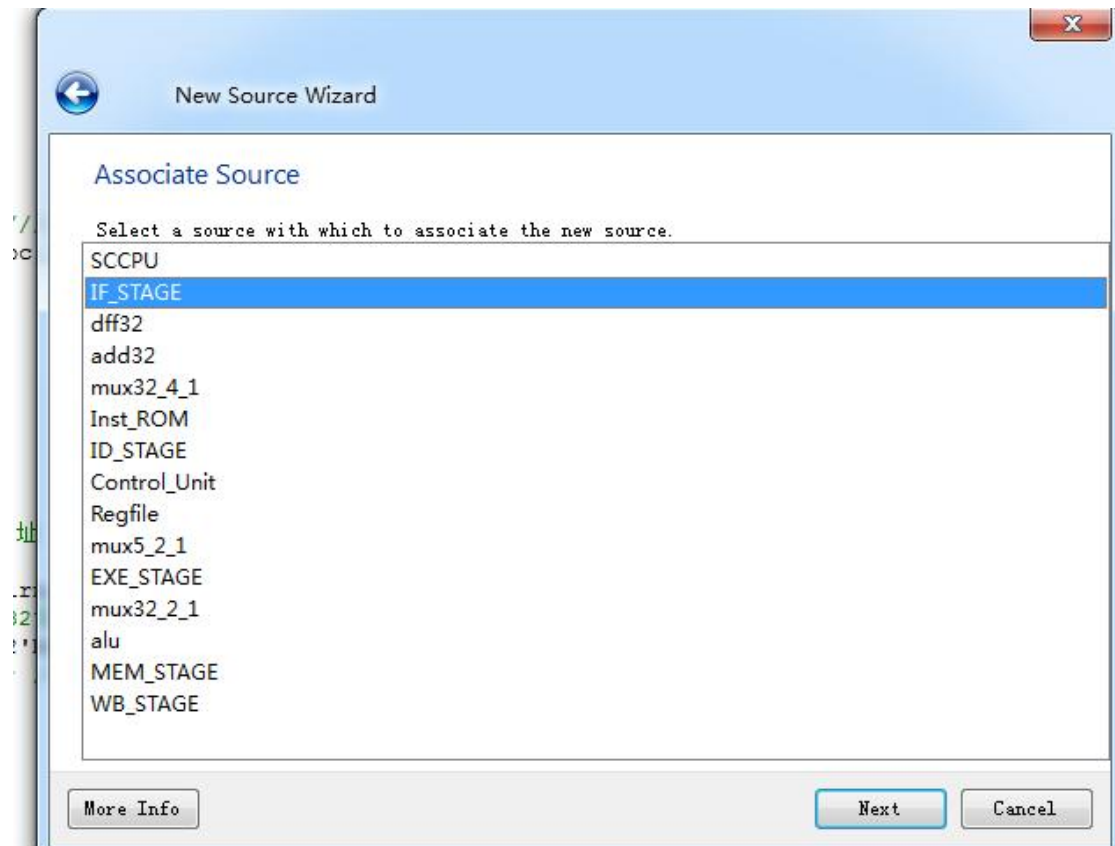 New Source Wizard
Associate Source
Select a source with which to associate the new source.
SCCPU
IF_STAGE
dff32
add32
mux32_4_1
Inst_ROM
ID_STAGE
Control_Unit
Regfile
mux5_2_1
EXE_STAGE
mux32_2_1
alu
MEM_STAGE
WB_STAGE
More Info
Next
Cancel